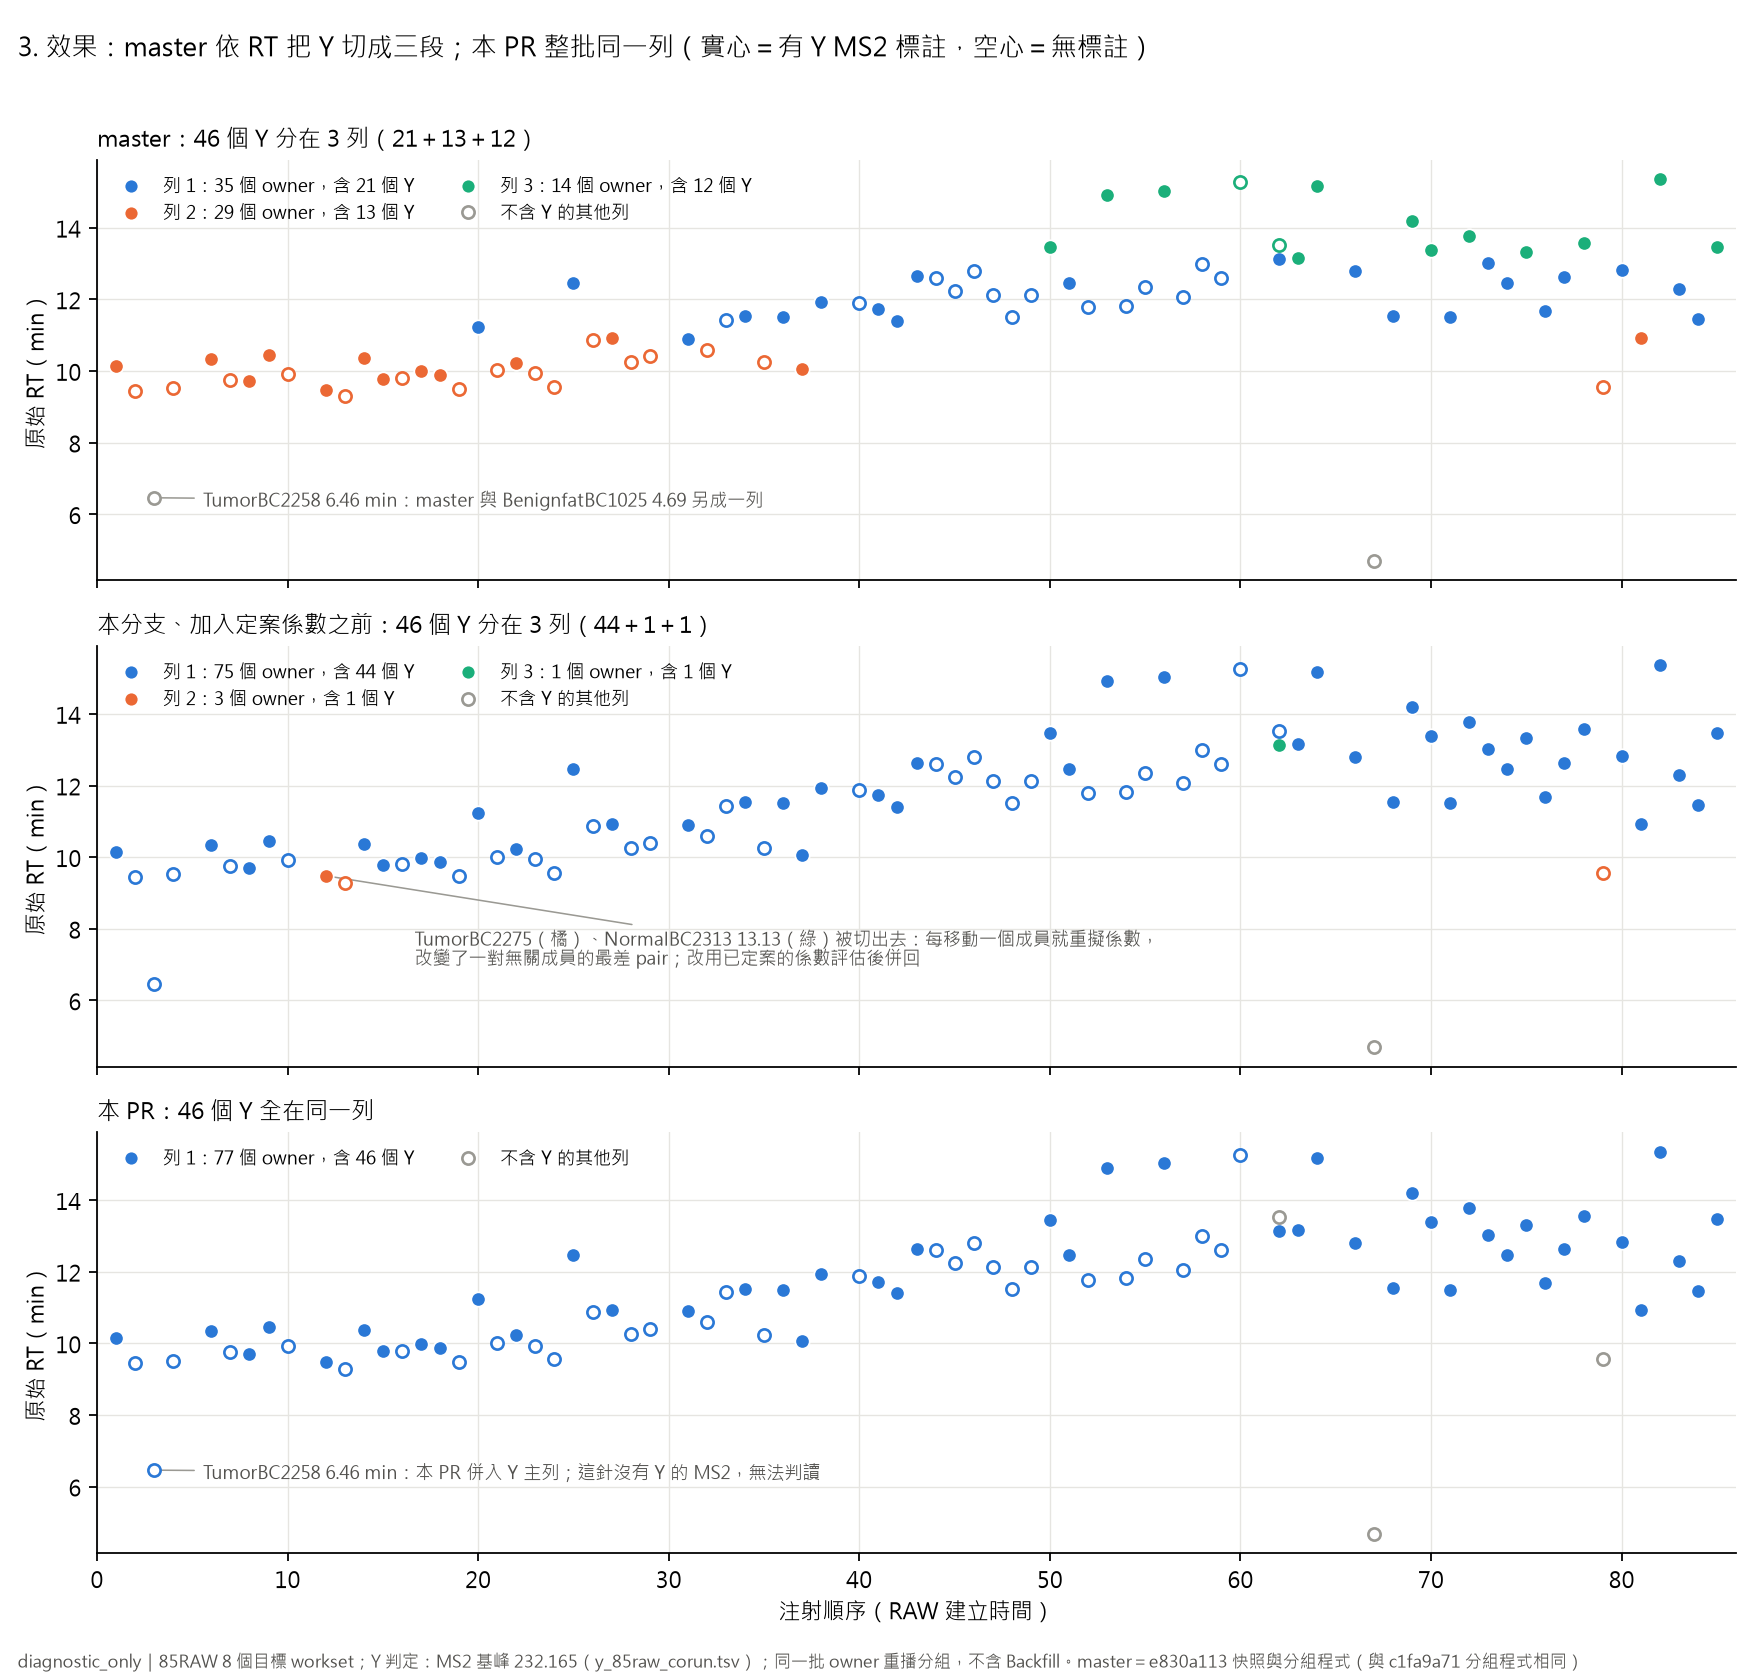 3. 效果：master 依 RT 把 Y 切成三段；本 PR 整批同一列（實心 = 有 Y MS2 標註，空心 = 無標註）
master：46 個 Y 分在 3 列（21 + 13 + 12）
列 1：35 個 owner，含 21 個 Y
列 3：14 個 owner，含 12 個 Y
列 2：29 個 owner，含 13 個 Y
不含 Y 的其他列
14
12
10
8
6
原始 RT（min）
TumorBC2258 6.46 min：master 與 BenignfatBC1025 4.69 另成一列
本分支、加入定案係數之前：46 個 Y 分在 3 列（44 + 1 + 1）
列 1：75 個 owner，含 44 個 Y
列 3：1 個 owner，含 1 個 Y
列 2：3 個 owner，含 1 個 Y
不含 Y 的其他列
14
12
10
8
6
原始 RT（min）
TumorBC2275（橘）、NormalBC2313 13.13（綠）被切出去：每移動一個成員就重擬係數，
改變了一對無關成員的最差 pair；改用已定案的係數評估後併回
本 PR：46 個 Y 全在同一列
列 1：77 個 owner，含 46 個 Y
不含 Y 的其他列
14
12
10
8
6
原始 RT（min）
TumorBC2258 6.46 min：本 PR 併入 Y 主列；這針沒有 Y 的 MS2，無法判讀
0 10 20 30 40 50 60 70 80
注射順序（RAW 建立時間）
diagnostic_only | 85RAW 8 個目標 workset；Y 判定：MS2 基峰 232.165（y_85raw_corun.tsv）；同一批 owner 重播分組，不含 Backfill。master = e830a113 快照與分組程式（與 c1fa9a71 分組程式相同）